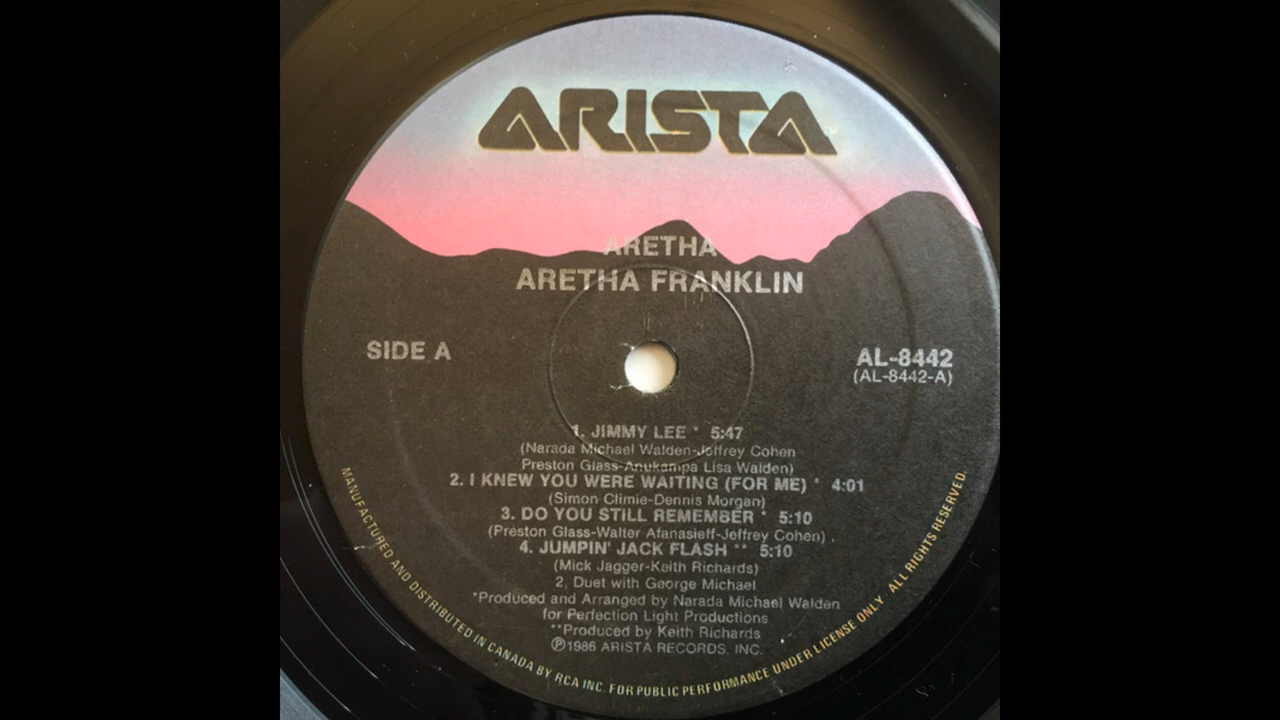 ARISTA
ARETHA
ARETHA FRANKLIN
SIDE A
AL-8442
(AL-8442-A)
1. JIMMY LEE * 5:47
(Narada Michael Walden-Jeffrey Cohen
Preston Glass-Anukampa Lisa Walden)
2. I KNEW YOU WERE WAITING (FOR ME) * 4:01
(Simon Climie-Dennis Morgan)
3. DO YOU STILL REMEMBER * 5:10
(Preston Glass-Walter Afanasieff-Jeffrey Cohen)
4. JUMPIN' JACK FLASH ** 5:10
(Mick Jagger-Keith Richards)
2, Duet with George Michael
*Produced and Arranged by Narada Michael Walden
for Perfection Light Productions
**Produced by Keith Richards
Ⓟ1986 ARISTA RECORDS, INC.
MANUFACTURED AND DISTRIBUTED IN CANADA BY RCA INC. FOR PUBLIC PERFORMANCE UNDER LICENSE ONLY. ALL RIGHTS RESERVED.